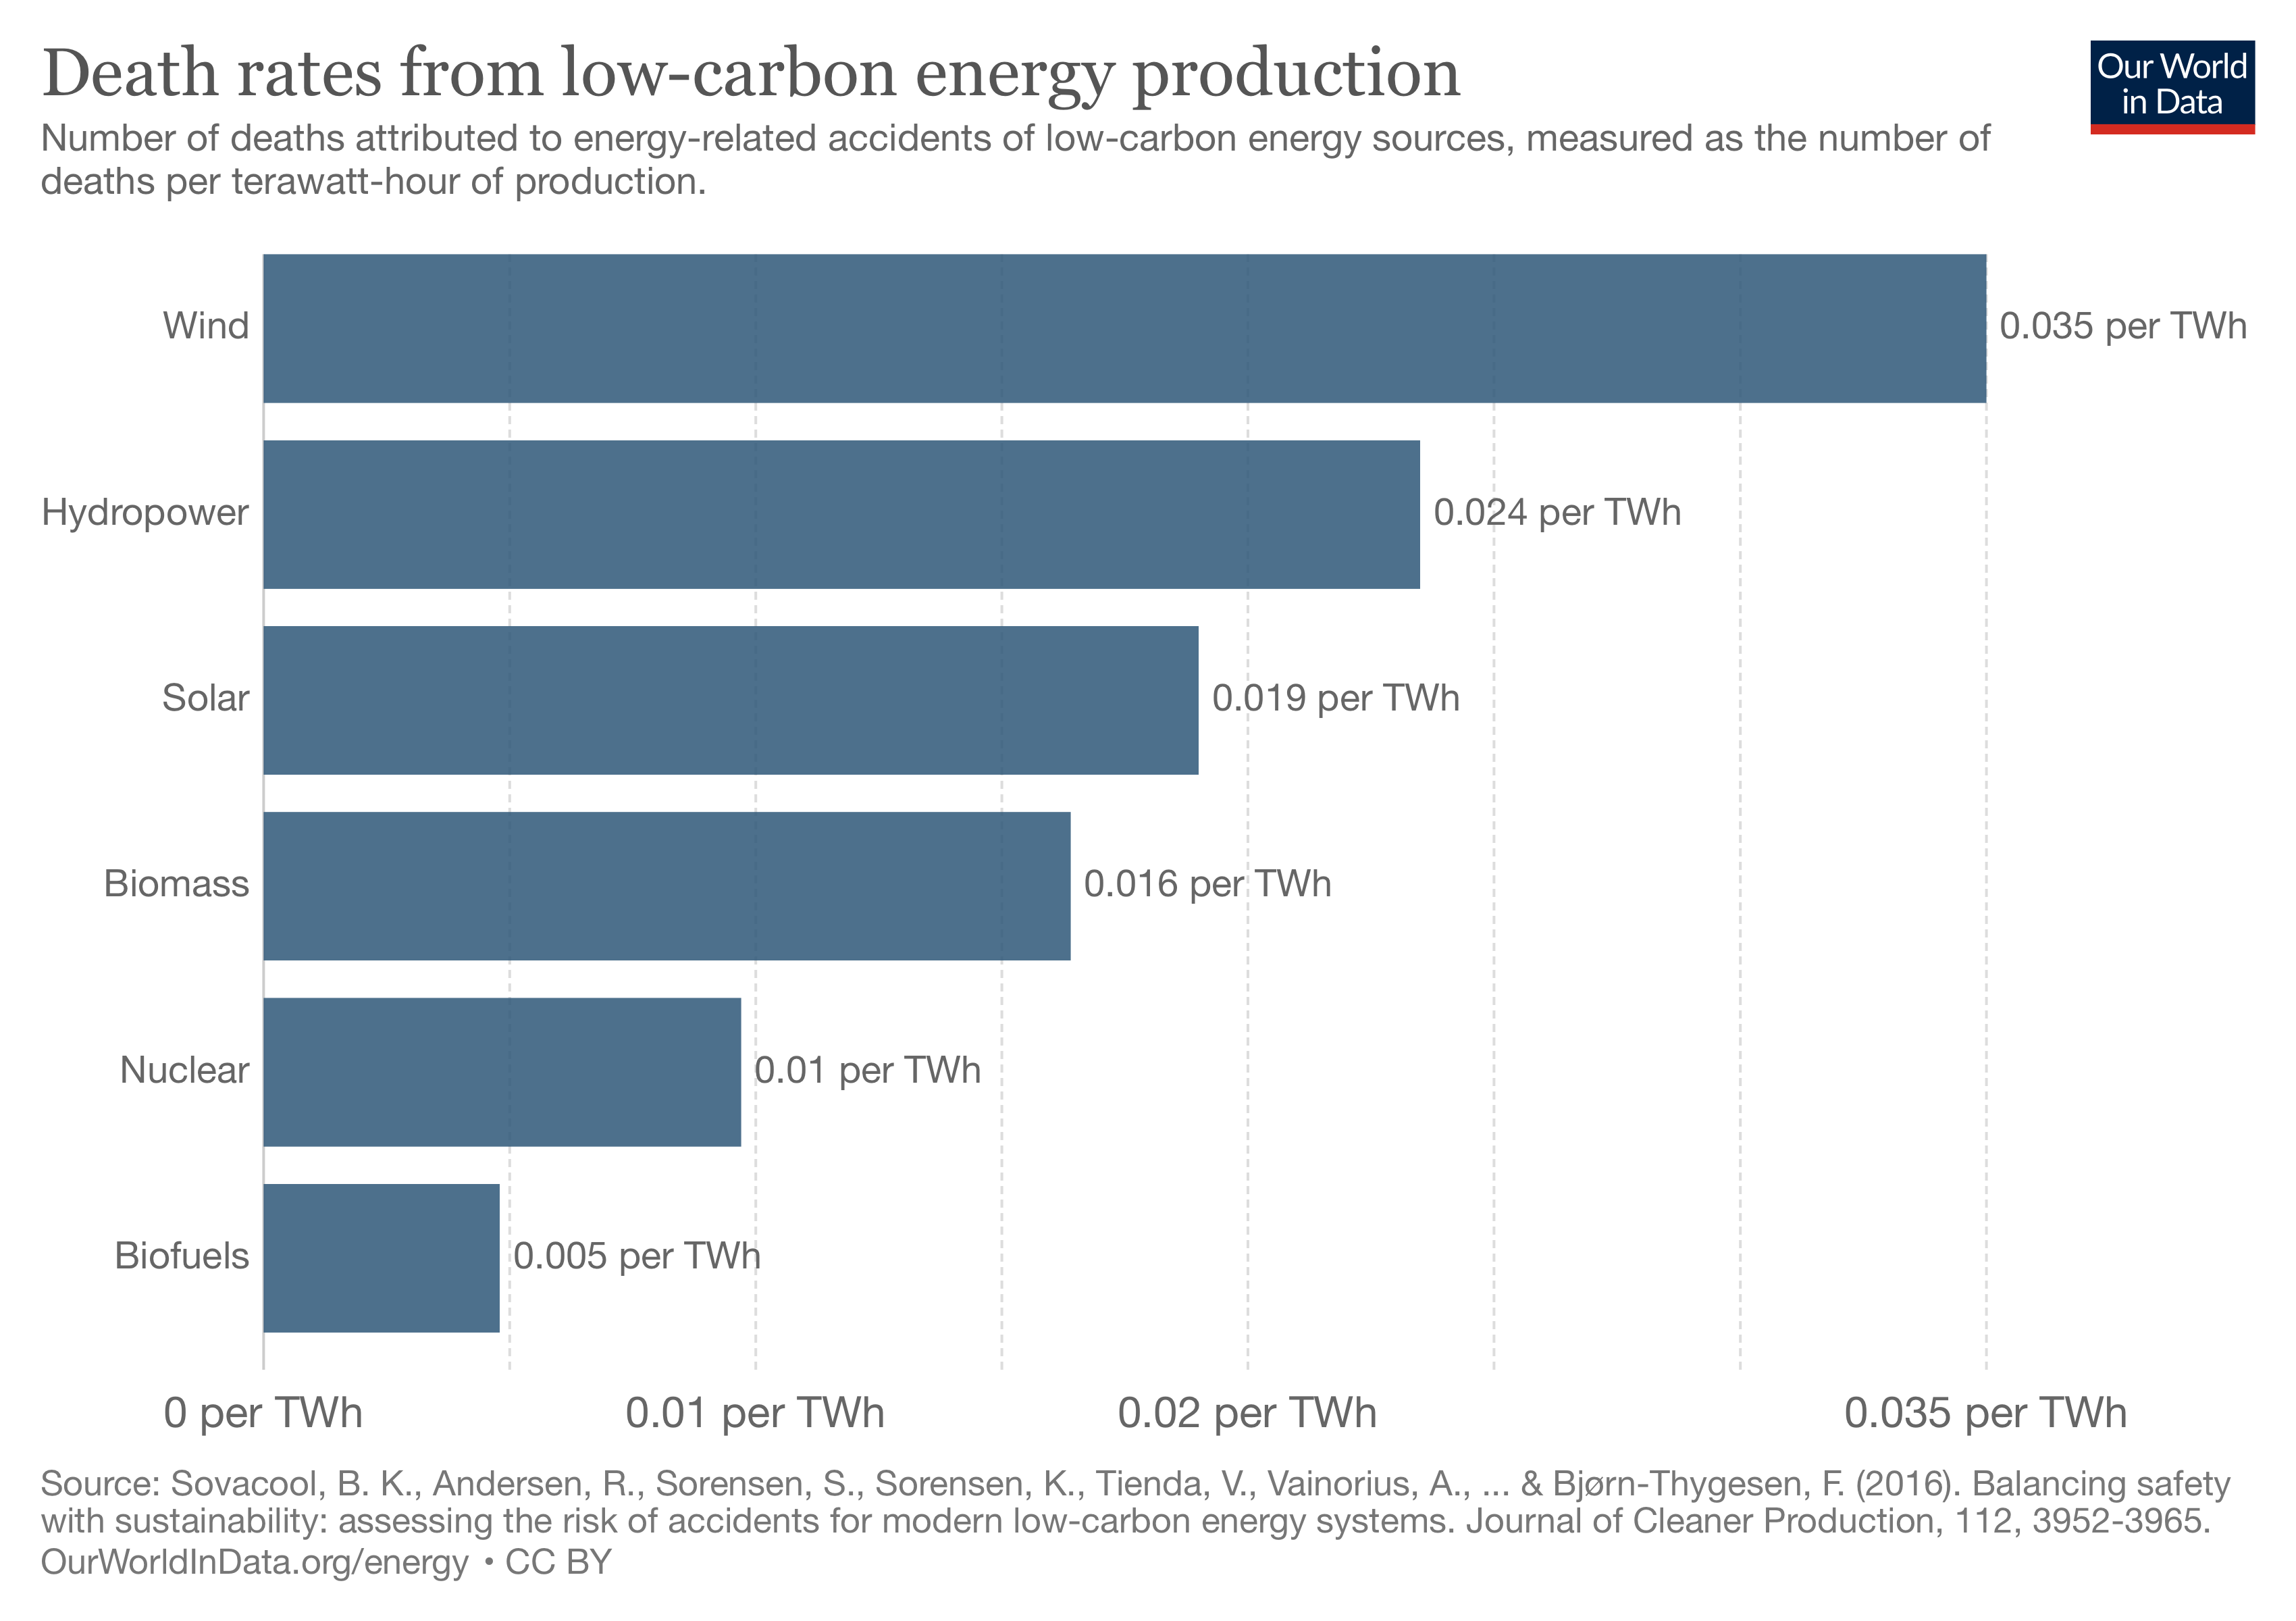 Death rates from low-carbon energy production
Our World
in Data
Number of deaths attributed to energy-related accidents of low-carbon energy sources, measured as the number of
deaths per terawatt-hour of production.
Wind
0.035 per TWh
Hydropower
0.024 per TWh
Solar
0.019 per TWh
Biomass
0.016 per TWh
Nuclear
0.01 per TWh
Biofuels
0.005 per TWh
0 per TWh
0.01 per TWh
0.02 per TWh
0.035 per TWh
Source: Sovacool, B. K., Andersen, R., Sorensen, S., Sorensen, K., Tienda, V., Vainorius, A., ... & Bjørn-Thygesen, F. (2016). Balancing safety
with sustainability: assessing the risk of accidents for modern low-carbon energy systems. Journal of Cleaner Production, 112, 3952-3965.
OurWorldInData.org/energy • CC BY